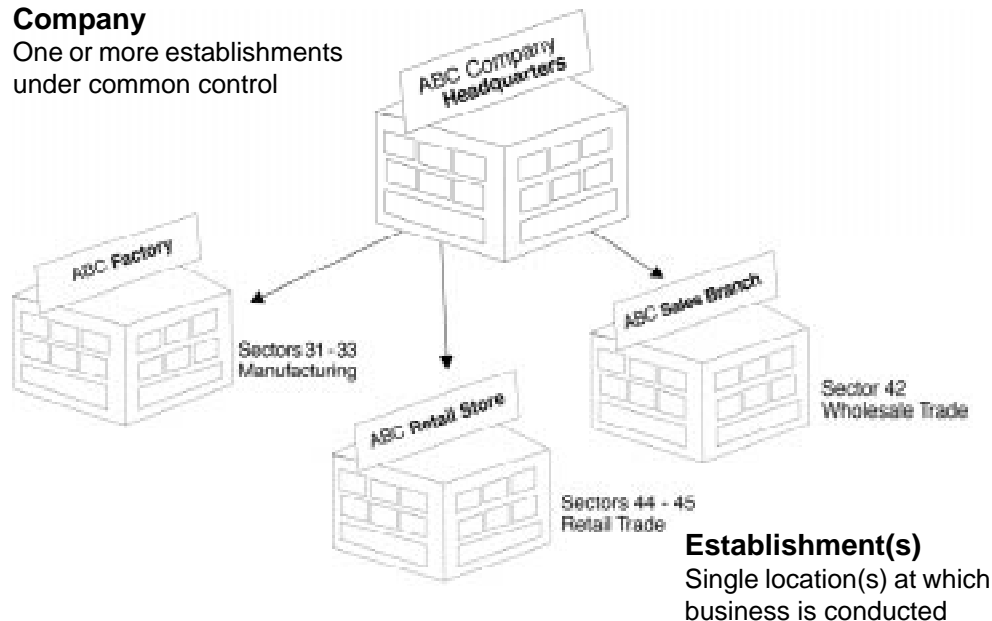 Company
One or more establishments
under common control
ABC Company
Headquarters
ABC Factory
Sectors 31 - 33
Manufacturing
ABC Sales Branch
Sector 42
Wholesale Trade
ABC Retail Store
Sectors 44 - 45
Retail Trade
Establishment(s)
Single location(s) at which
business is conducted